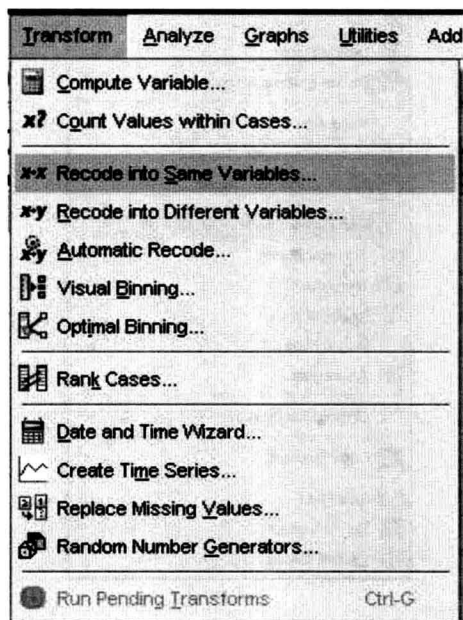 Transform Analyze Graphs Utilities Add
Compute Variable...
x? Count Values within Cases...
x•x Recode into Same Variables...
x•y Recode into Different Variables...
x•y Automatic Recode...
Visual Binning...
Optimal Binning...
Rank Cases...
Date and Time Wizard...
Create Time Series...
Replace Missing Values...
Random Number Generators...
Run Pending Transforms Ctrl-G